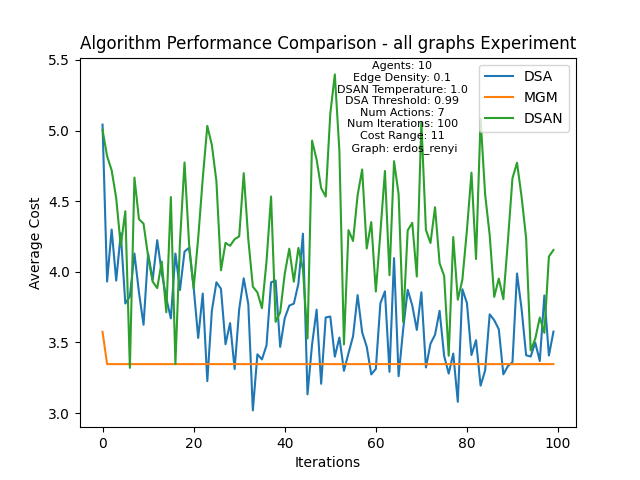 Algorithm Performance Comparison - all graphs Experiment
Agents: 10
Edge Density: 0.1
DSAN Temperature: 1.0
DSA Threshold: 0.99
Num Actions: 7
Num Iterations: 100
Cost Range: 11
Graph: erdos_renyi
DSA
MGM
DSAN
5.5
5.0
4.5
4.0
3.5
3.0
Average Cost
0
20
40
60
80
100
Iterations